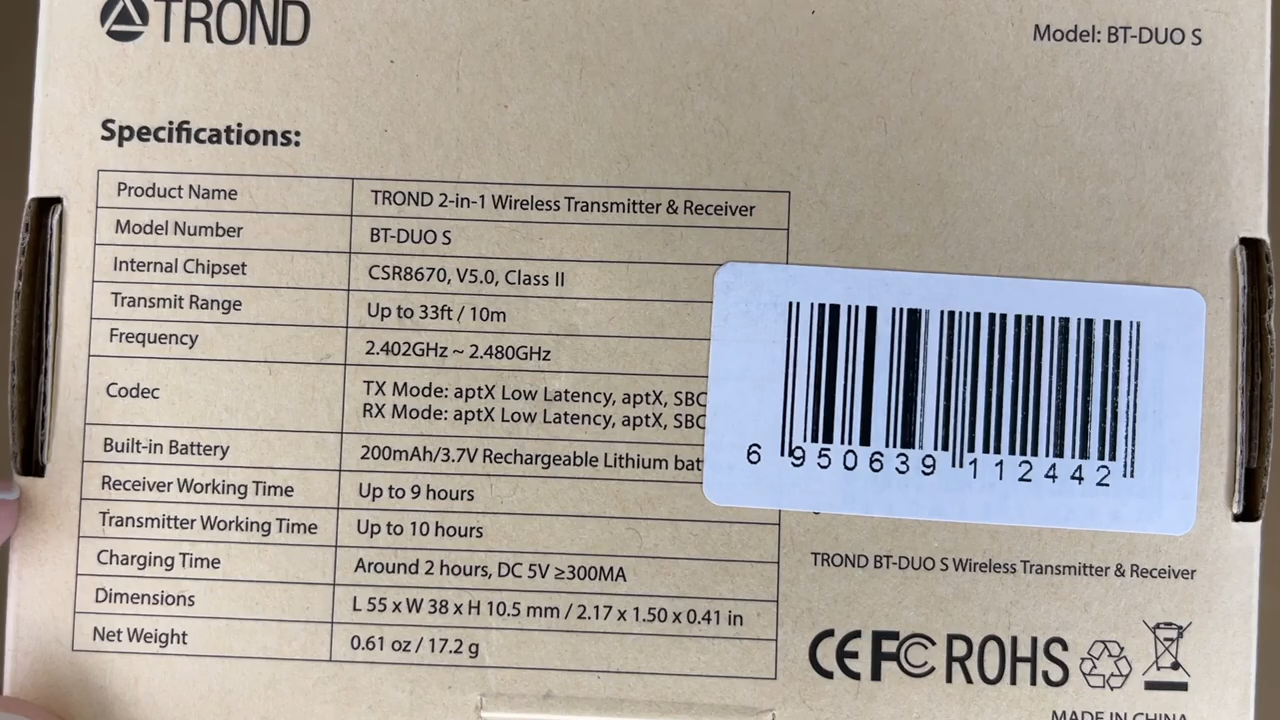 TROND
Model: BT-DUO S
Specifications:
Product Name TROND 2-in-1 Wireless Transmitter & Receiver
Model Number BT-DUO S
Internal Chipset CSR8670, V5.0, Class II
Transmit Range Up to 33ft / 10m
Frequency 2.402GHz ~ 2.480GHz
Codec TX Mode: aptX Low Latency, aptX, SBC
RX Mode: aptX Low Latency, aptX, SBC
Built-in Battery 200mAh/3.7V Rechargeable Lithium bat
Receiver Working Time Up to 9 hours
Transmitter Working Time Up to 10 hours
Charging Time Around 2 hours, DC 5V ≥300MA
Dimensions L 55 x W 38 x H 10.5 mm / 2.17 x 1.50 x 0.41 in
Net Weight 0.61 oz / 17.2 g
6 950639 112442
TROND BT-DUO S Wireless Transmitter & Receiver
CE FC ROHS
MADE IN CHINA